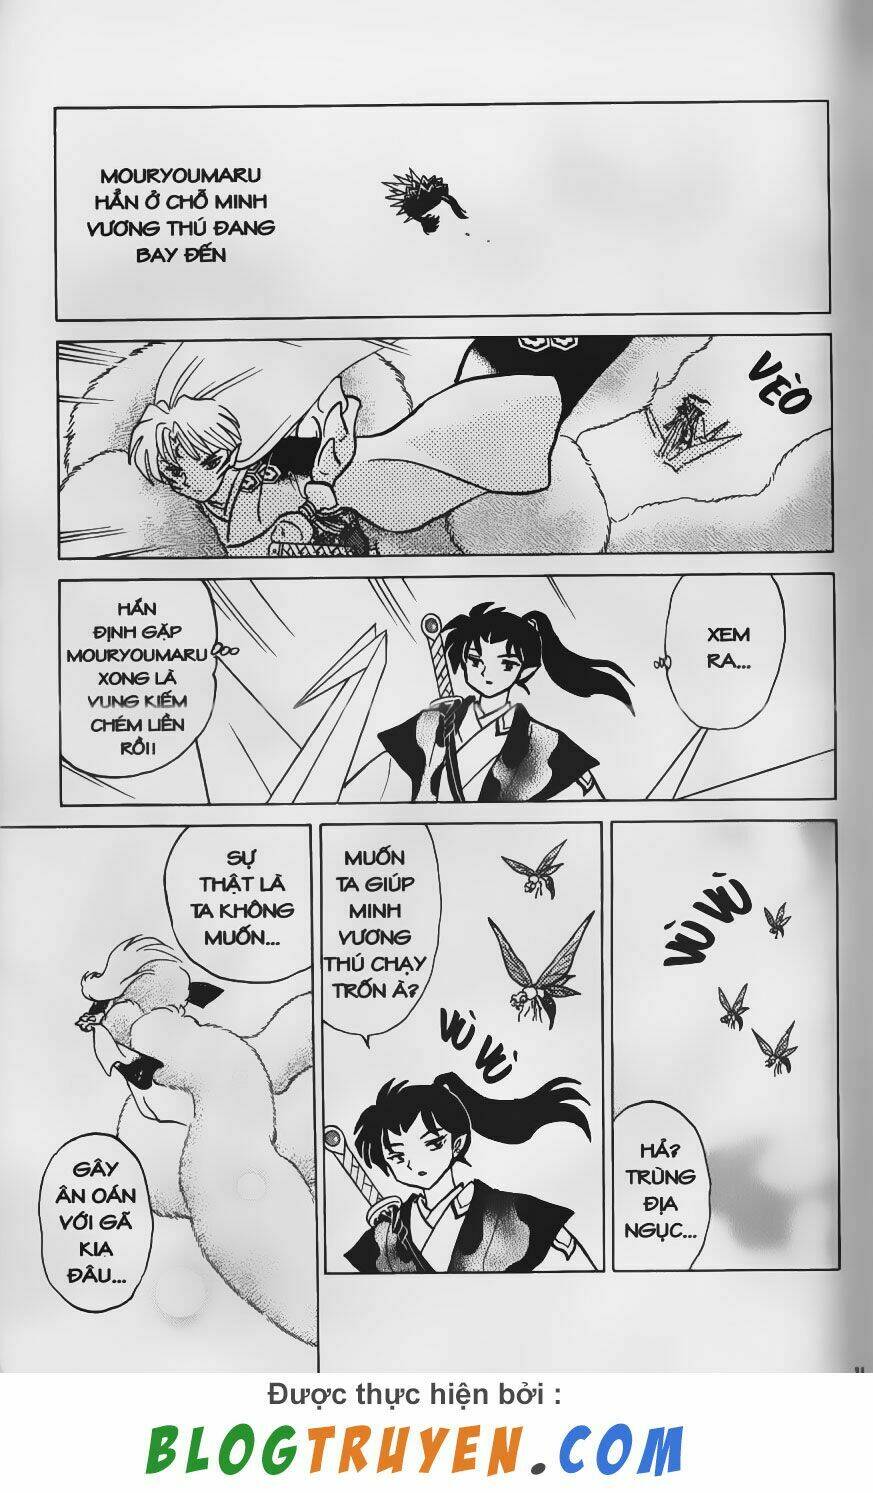 MOURYOUMARU
HẲN Ở CHỖ MINH
VƯƠNG THÚ ĐANG
BAY ĐẾN
VÈO
XEM
RA...
HẮN
ĐỊNH GẶP
MOURYOUMARU
XONG LÀ
VUNG KIẾM
CHÉM LIỀN
RỒI!
VÙ VÙ
HẢ?
TRÙNG
ĐỊA
NGỤC...
MUỐN
TA GIÚP
MINH
VƯƠNG
THÚ CHẠY
TRỐN À?
VÙ VÙ
SỰ
THẬT LÀ
TA KHÔNG
MUỐN...
GÂY
ÂN OÁN
VỚI GÃ
KIA
ĐÂU...
Được thực hiện bởi :
BLOGTRUYEN.COM